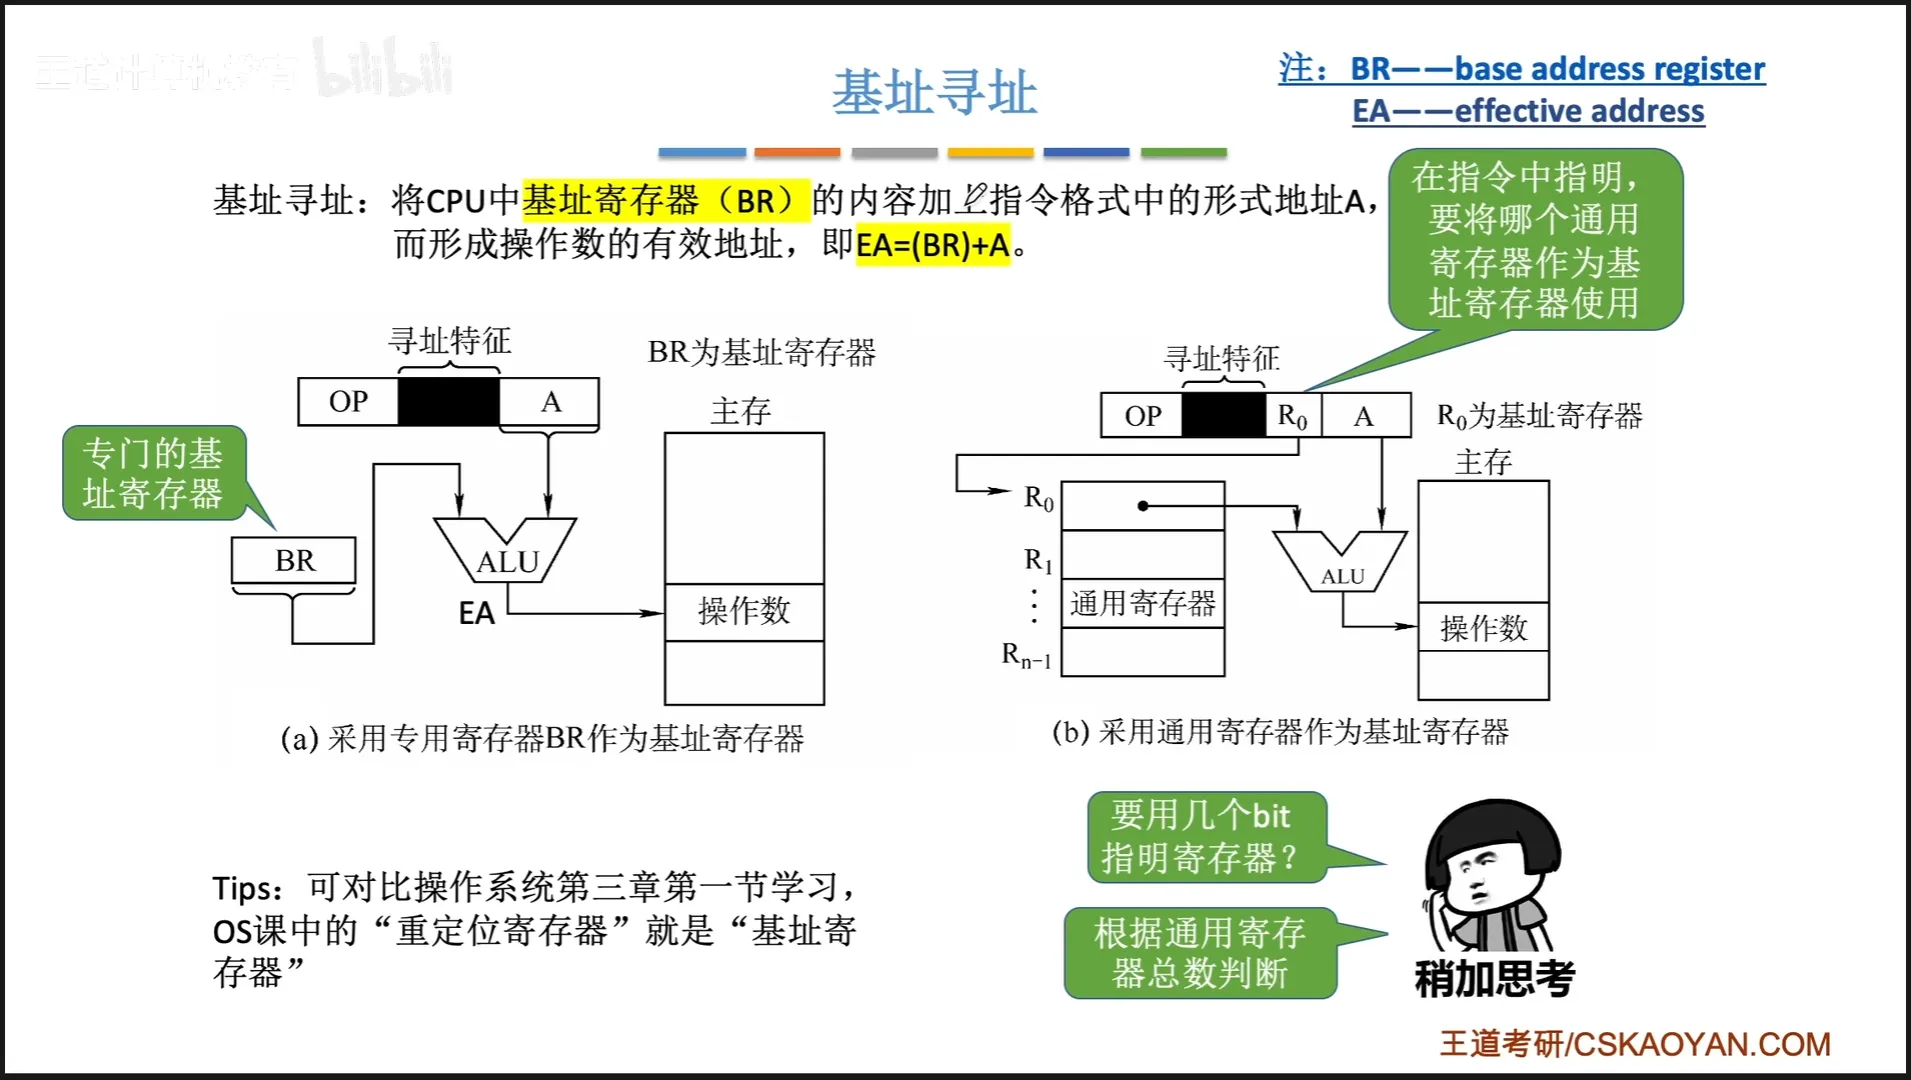 王道计算机教育 bilibili
基址寻址
注：BR——base address register
EA——effective address
基址寻址：将CPU中基址寄存器（BR）的内容加上指令格式中的形式地址A，
而形成操作数的有效地址，即EA=(BR)+A。
在指令中指明，
要将哪个通用
寄存器作为基
址寄存器使用
寻址特征
BR为基址寄存器
OP
A
主存
专门的基
址寄存器
BR
ALU
EA
操作数
(a) 采用专用寄存器BR作为基址寄存器
寻址特征
OP
R0
A
R0为基址寄存器
主存
R0
R1
⋮
通用寄存器
Rn-1
ALU
操作数
(b) 采用通用寄存器作为基址寄存器
要用几个bit
指明寄存器？
根据通用寄存
器总数判断
稍加思考
Tips：可对比操作系统第三章第一节学习，
OS课中的“重定位寄存器”就是“基址寄
存器”
王道考研/CSKAOYAN.COM